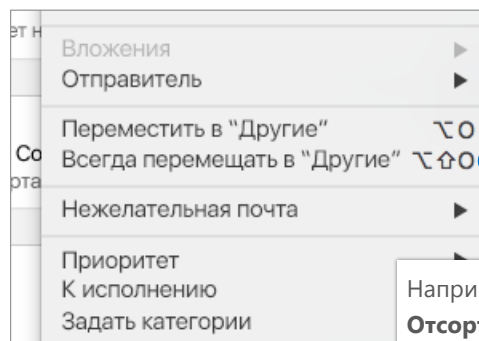 Вложения
Отправитель
Переместить в “Другие” ⌥O
Всегда перемещать в “Другие” ⌥⇧O
Нежелательная почта
Приоритет
К исполнению
Задать категории